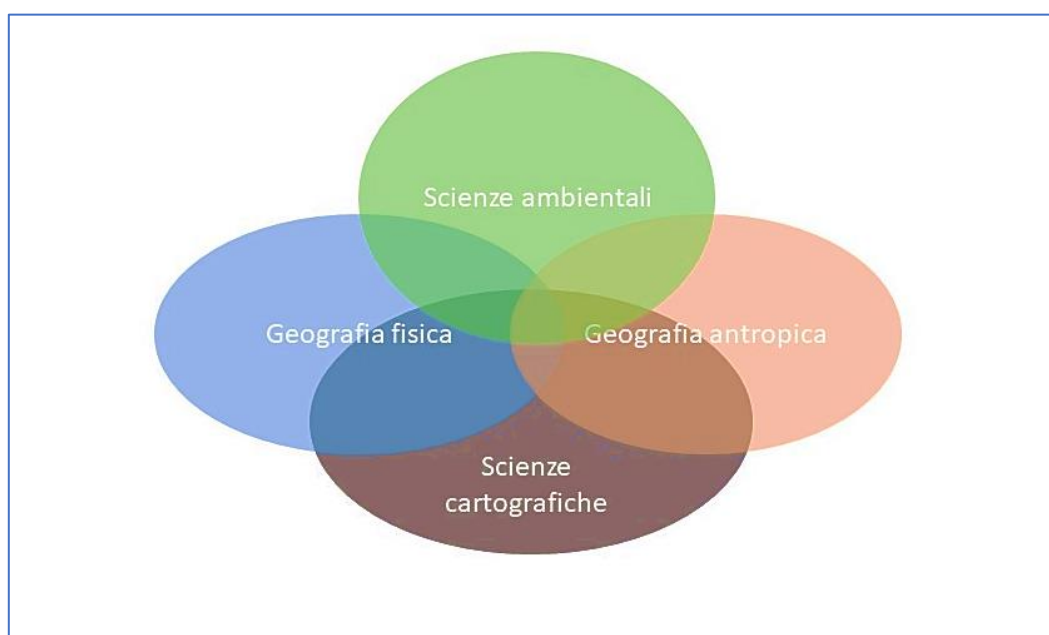 Scienze ambientali
Geografia fisica
Geografia antropica
Scienze
cartografiche